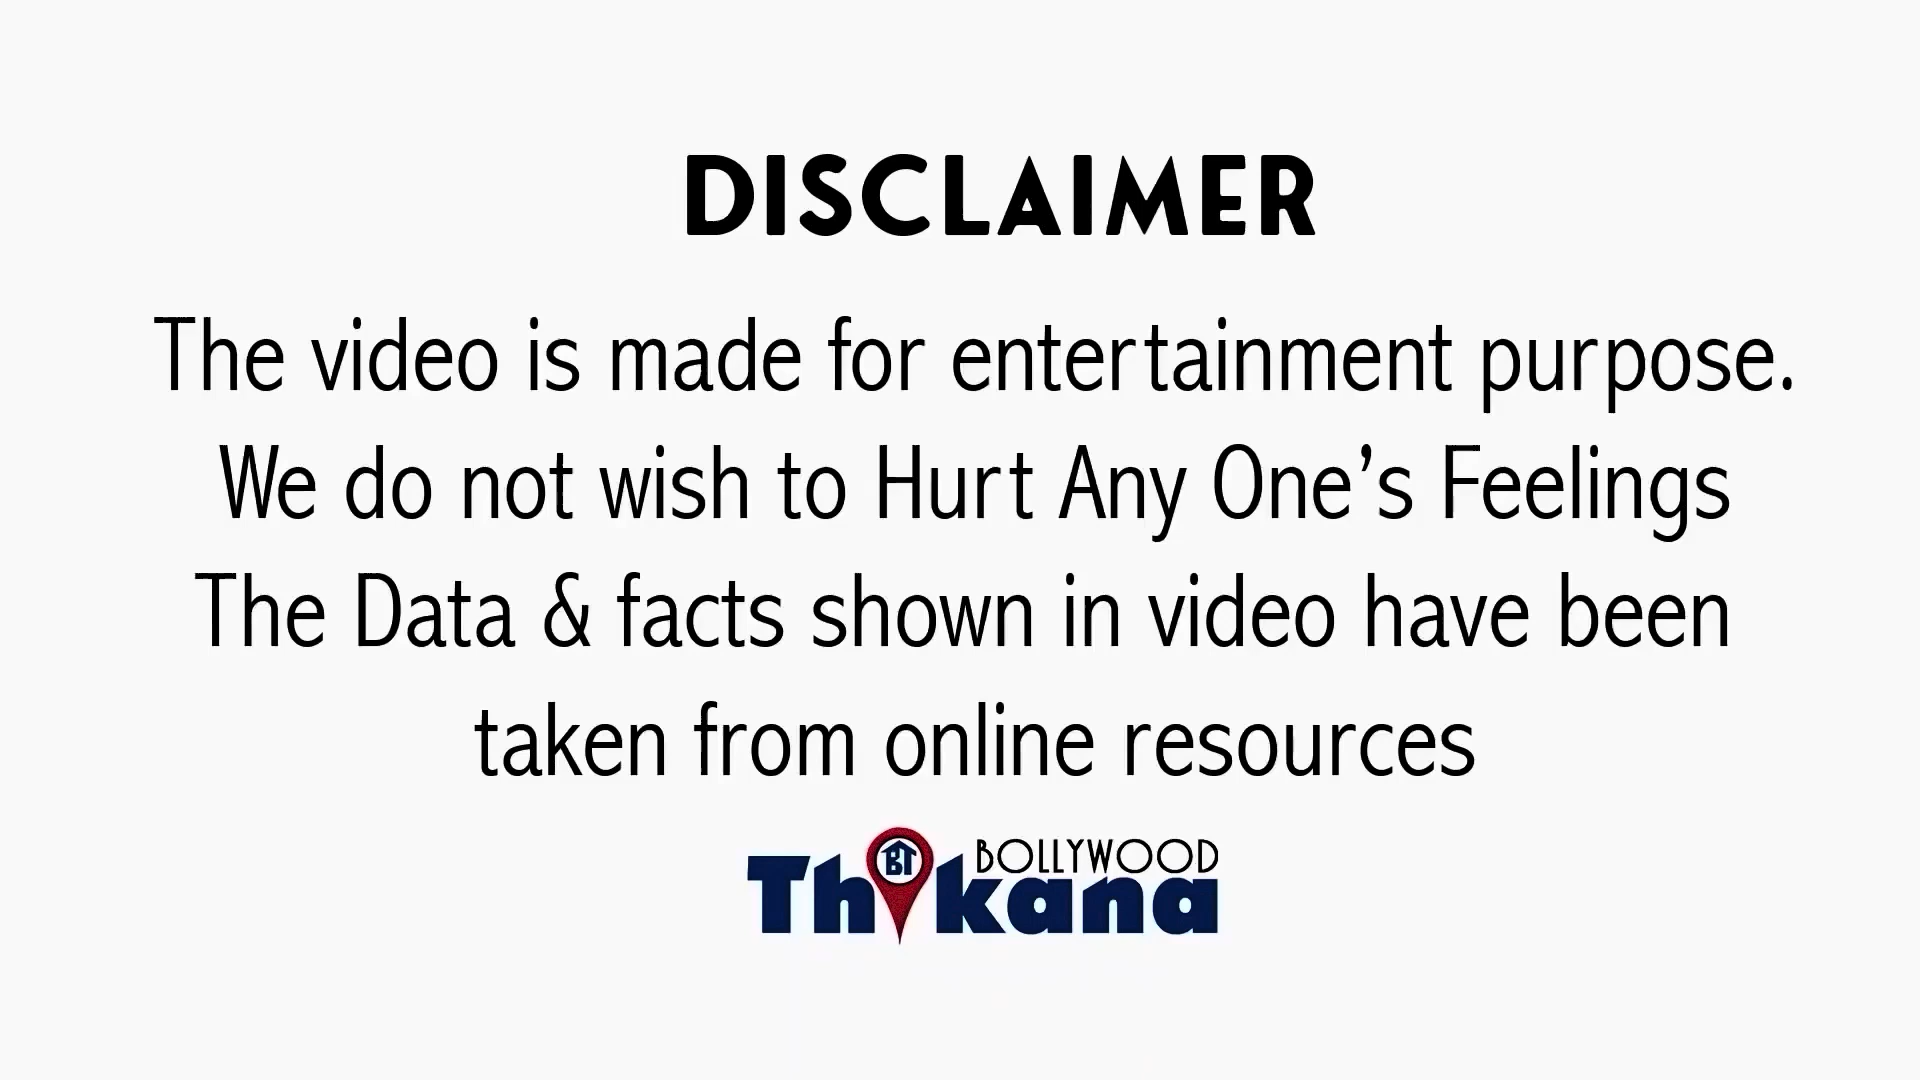 DISCLAIMER
The video is made for entertainment purpose.
We do not wish to Hurt Any One’s Feelings
The Data & facts shown in video have been
taken from online resources
BOLLYWOOD
BT
Thikana